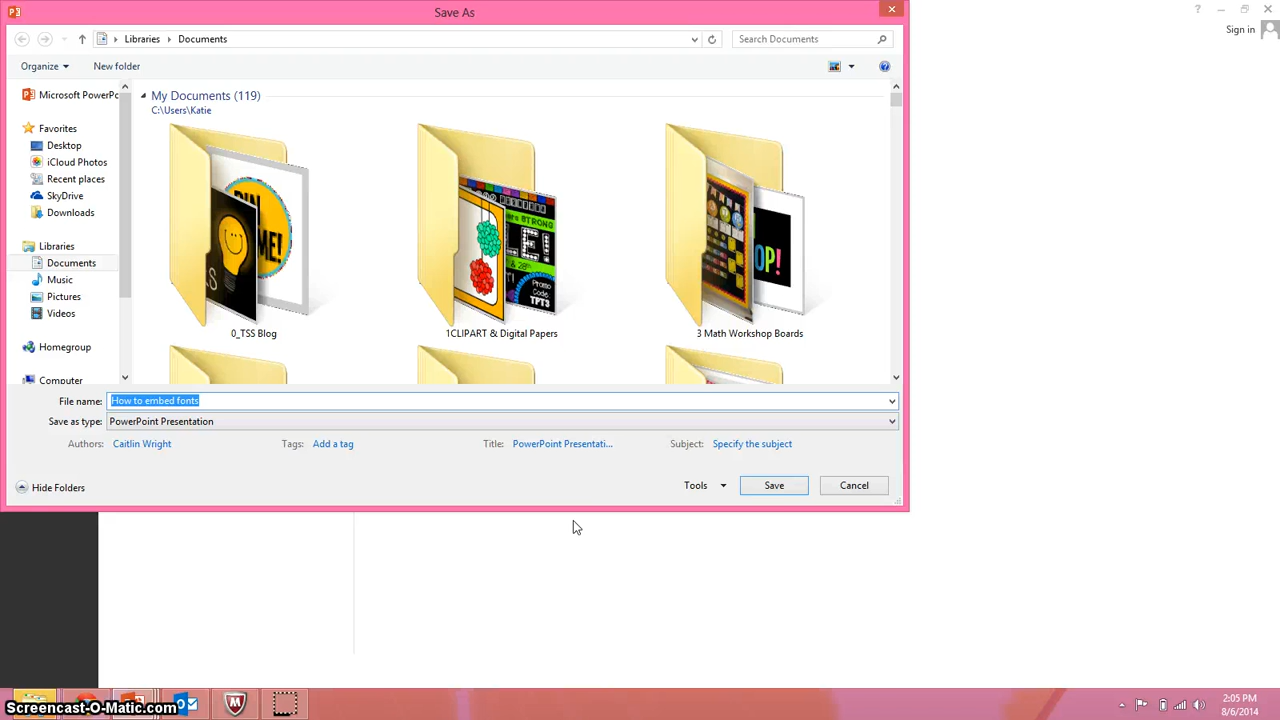 Save As
Sign in
Libraries Documents
Search Documents
Organize
New folder
Microsoft PowerPo
Favorites
Desktop
iCloud Photos
Recent places
SkyDrive
Downloads
Libraries
Documents
Music
Pictures
Videos
Homegroup
Computer
My Documents (119)
C:\Users\Katie
0_TSS Blog
1CLIPART & Digital Papers
3 Math Workshop Boards
File name: How to embed fonts
Save as type: PowerPoint Presentation
Authors: Caitlin Wright
Tags: Add a tag
Title: PowerPoint Presentati...
Subject: Specify the subject
Hide Folders
Tools
Save
Cancel
Screencast-O-Matic.com
2:05 PM
8/6/2014